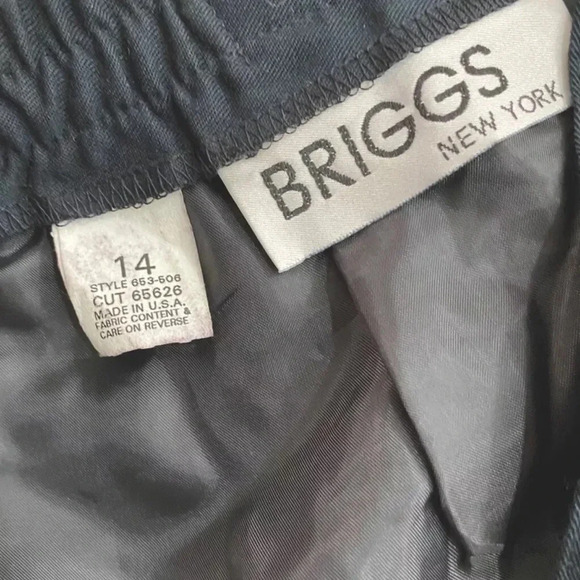 BRIGGS
NEW YORK
14
STYLE 653-506
CUT 65626
MADE IN U.S.A.
FABRIC CONTENT &
CARE ON REVERSE